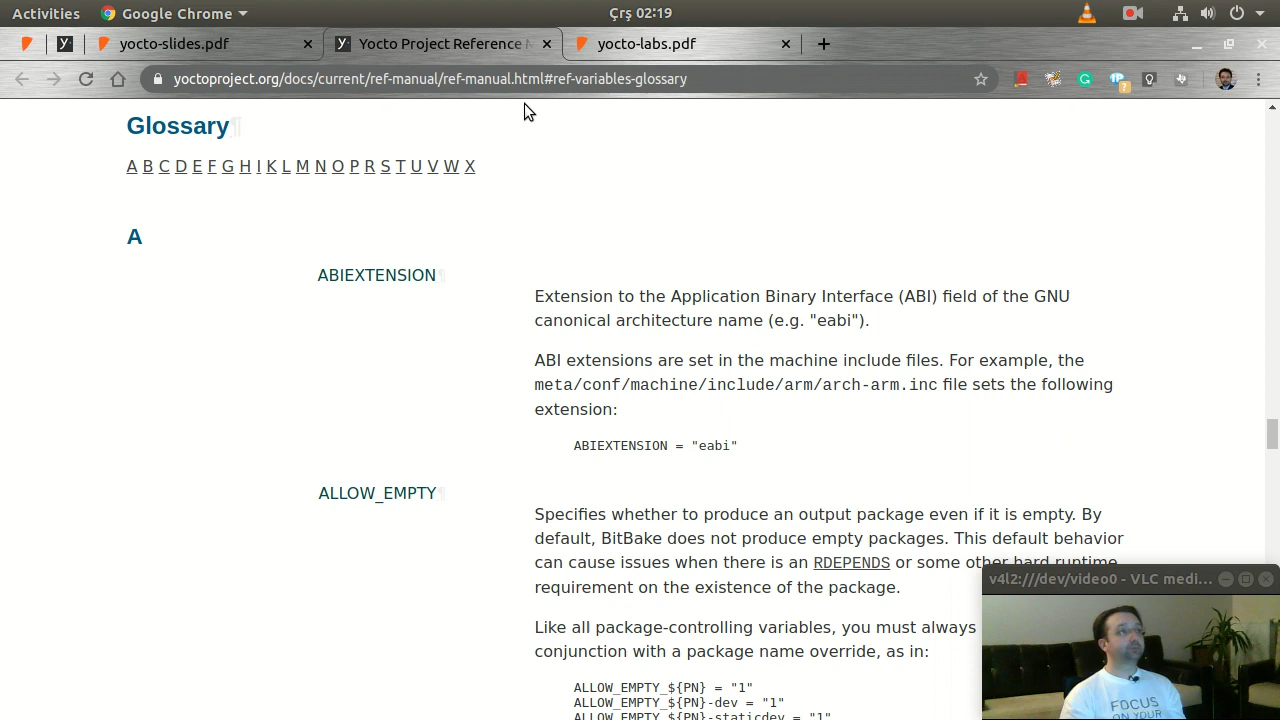 Activities
Google Chrome
Çrş 02:19
yocto-slides.pdf
Yocto Project Reference M
yocto-labs.pdf
yoctoproject.org/docs/current/ref-manual/ref-manual.html#ref-variables-glossary
Glossary¶
A B C D E F G H I K L M N O P R S T U V W X
A
ABIEXTENSION¶
Extension to the Application Binary Interface (ABI) field of the GNU
canonical architecture name (e.g. "eabi").
ABI extensions are set in the machine include files. For example, the
meta/conf/machine/include/arm/arch-arm.inc file sets the following
extension:
ABIEXTENSION = "eabi"
ALLOW_EMPTY¶
Specifies whether to produce an output package even if it is empty. By
default, BitBake does not produce empty packages. This default behavior
can cause issues when there is an RDEPENDS or some other hard runtime
requirement on the existence of the package.
Like all package-controlling variables, you must always
conjunction with a package name override, as in:
ALLOW_EMPTY_${PN} = "1"
ALLOW_EMPTY_${PN}-dev = "1"
ALLOW_EMPTY_${PN}-staticdev = "1"
v4l2:///dev/video0 - VLC medi...
FOCUS
ON YOUR